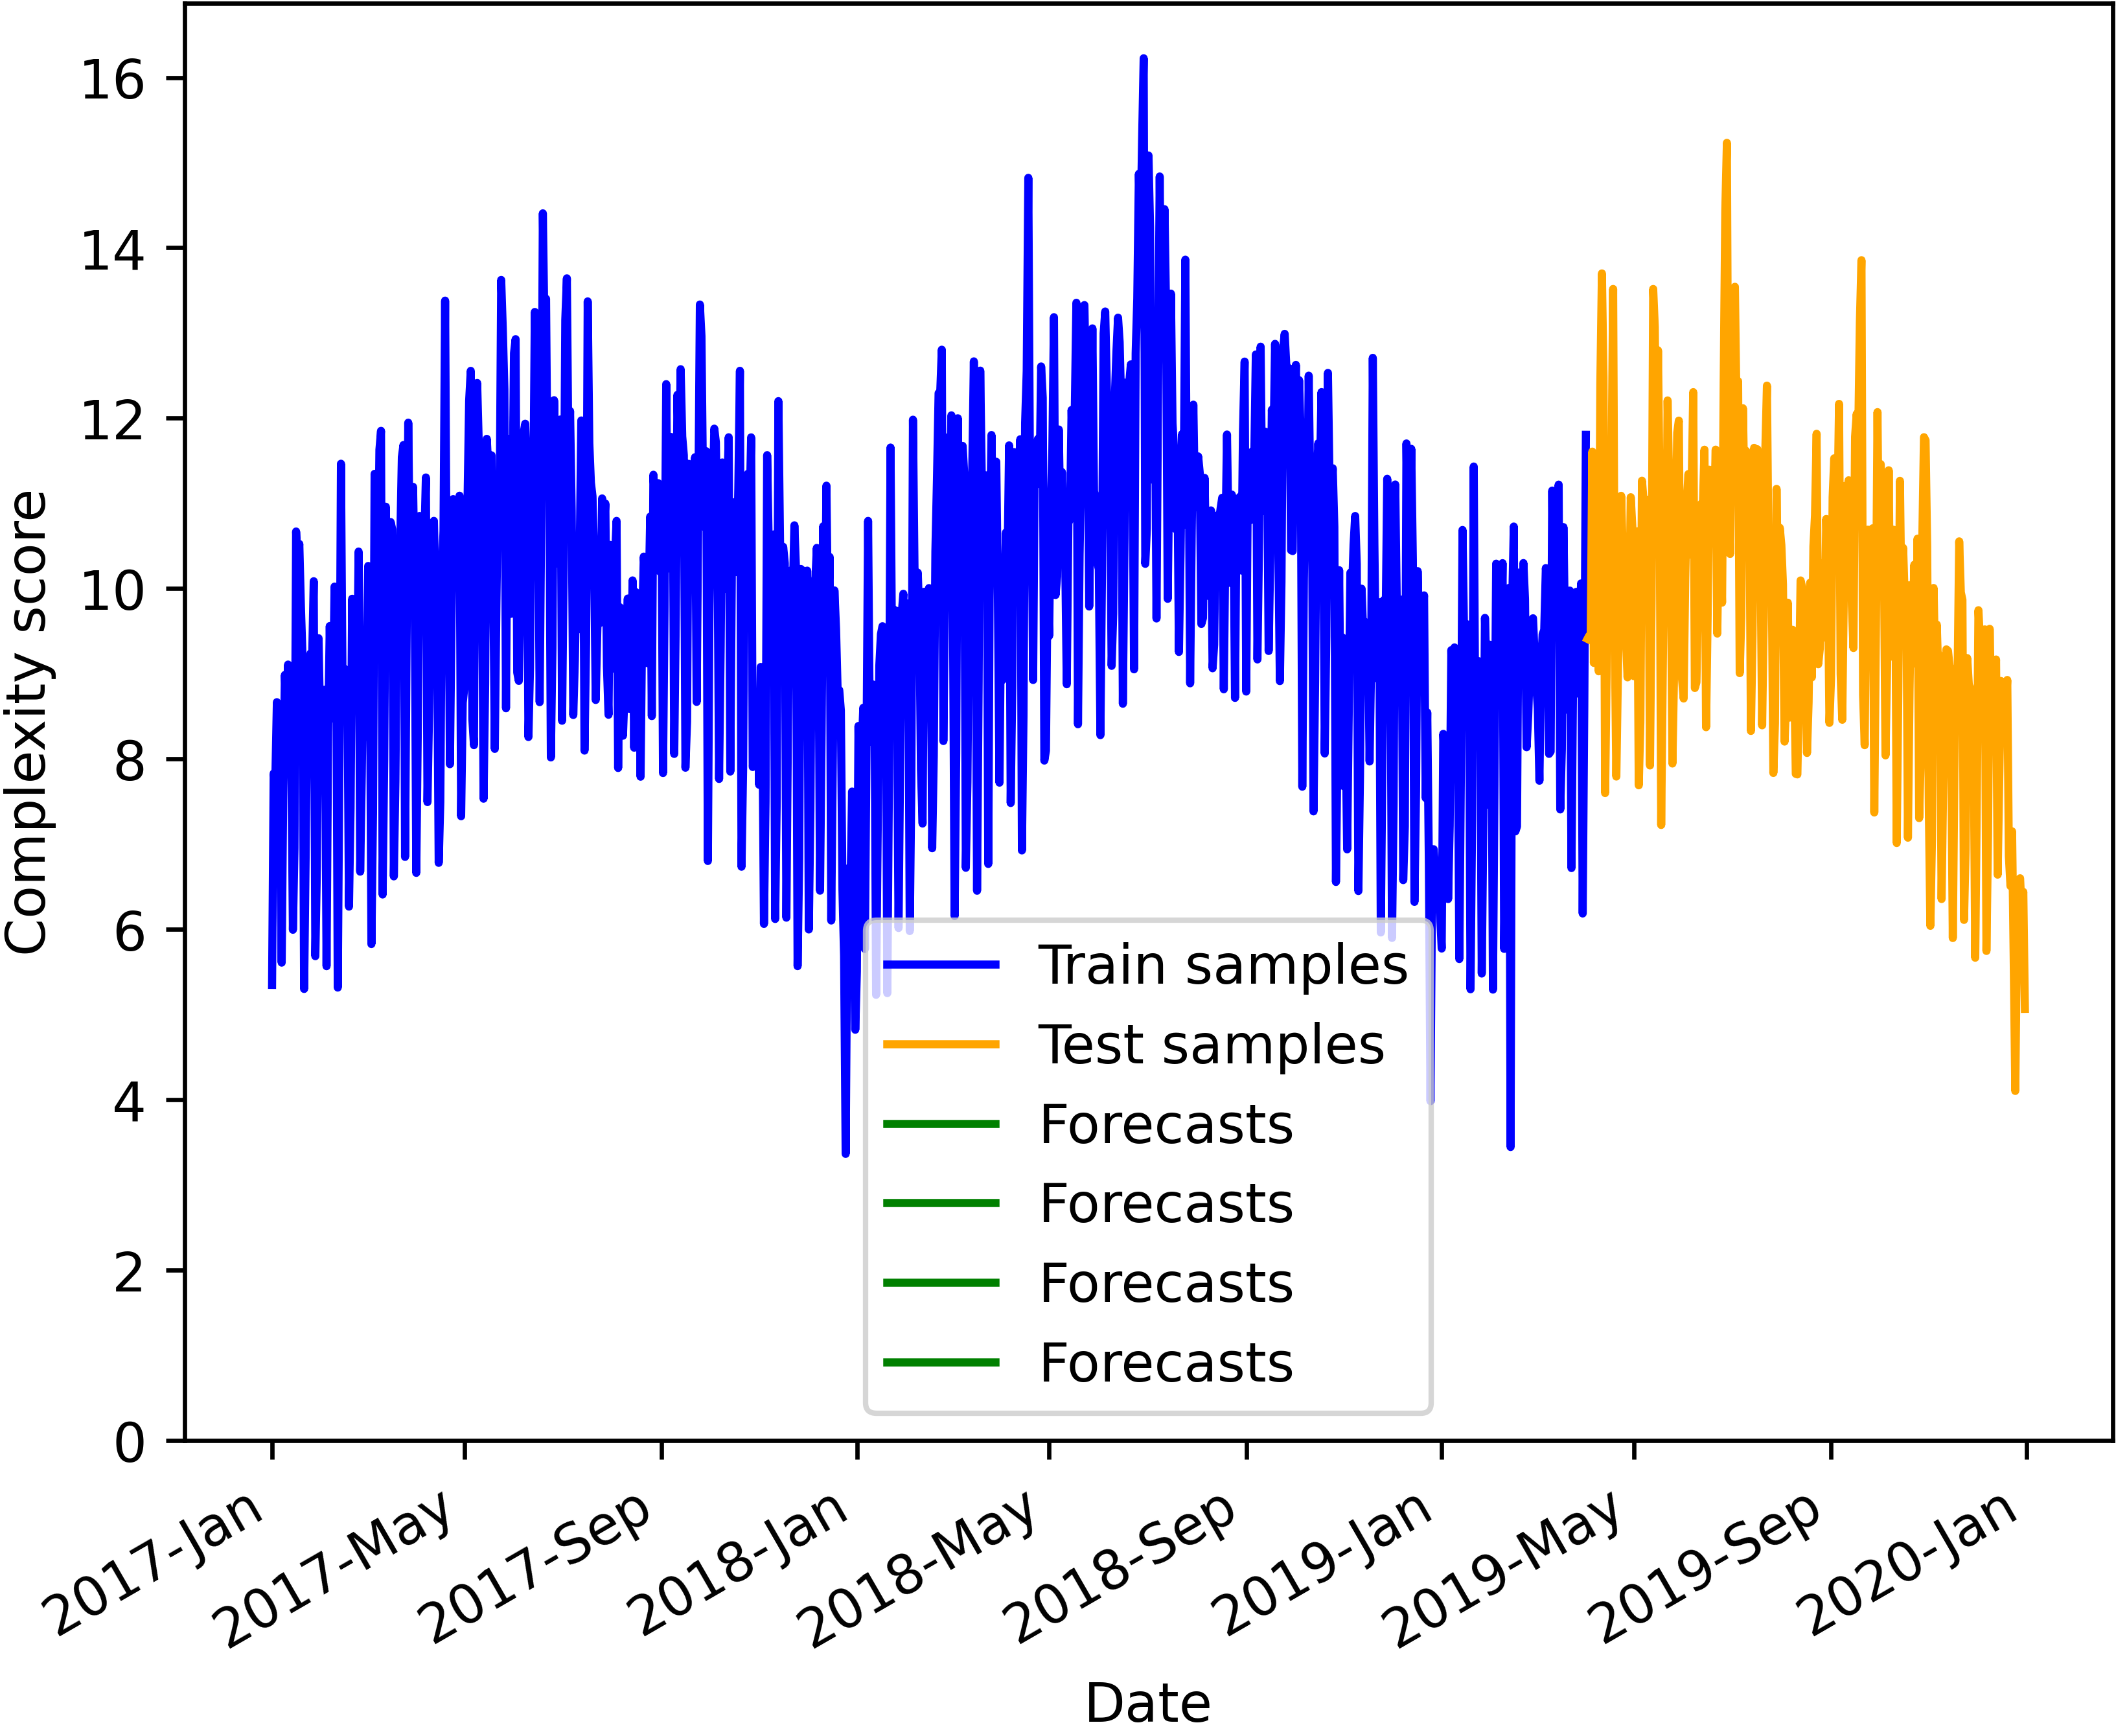 16
14
12
10
8
6
4
2
0
Complexity score
Train samples
Test samples
Forecasts
Forecasts
Forecasts
Forecasts
2017-Jan
2017-May
2017-Sep
2018-Jan
2018-May
2018-Sep
2019-Jan
2019-May
2019-Sep
2020-Jan
Date